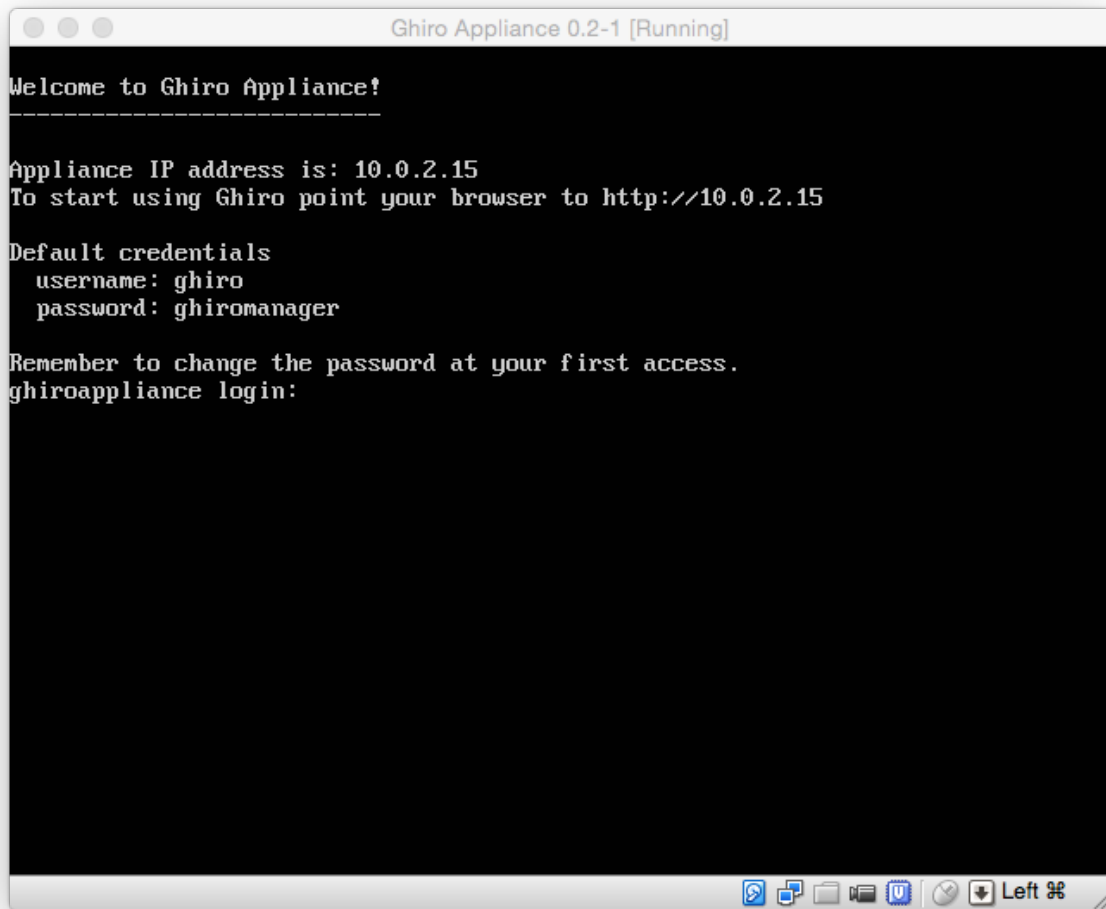 Ghiro Appliance 0.2-1 [Running]
Welcome to Ghiro Appliance!
---------------------------
Appliance IP address is: 10.0.2.15
To start using Ghiro point your browser to http://10.0.2.15
Default credentials
username: ghiro
password: ghiromanager
Remember to change the password at your first access.
ghiroappliance login:
Left ⌘